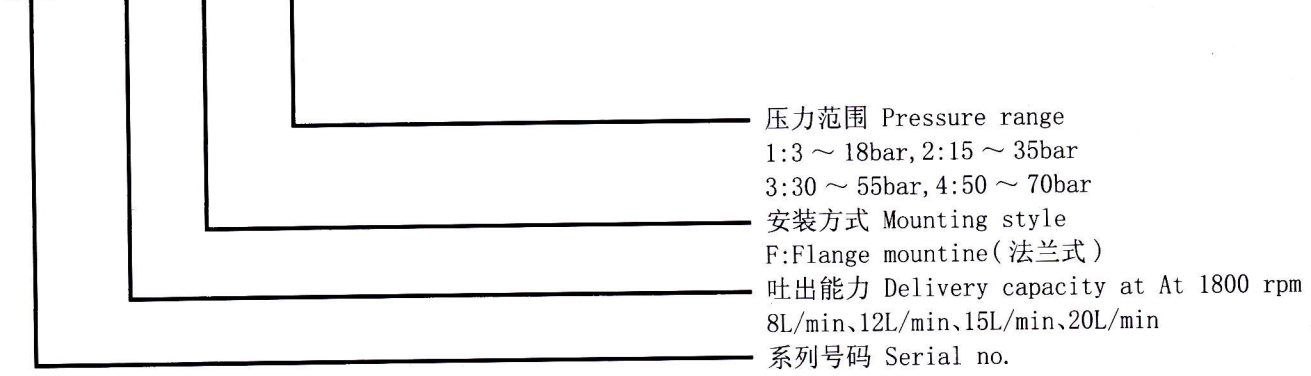 压力范围 Pressure range
1:3～18bar,2:15～35bar
3:30～55bar,4:50～70bar
安装方式 Mounting style
F:Flange mountine(法兰式)
吐出能力 Delivery capacity at At 1800 rpm
8L/min、12L/min、15L/min、20L/min
系列号码 Serial no.